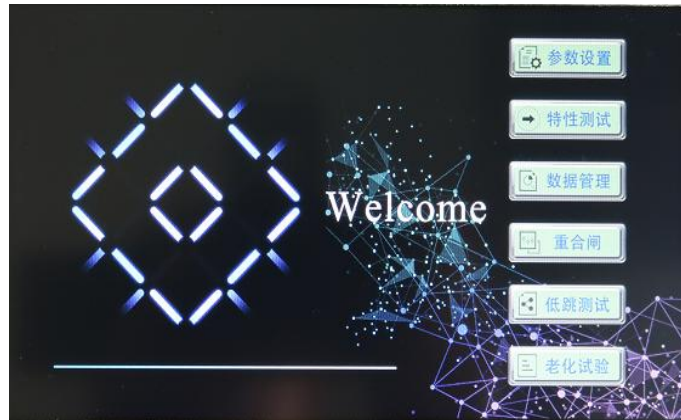 参数设置
特性测试
数据管理
Welcome
重合闸
低跳测试
老化试验